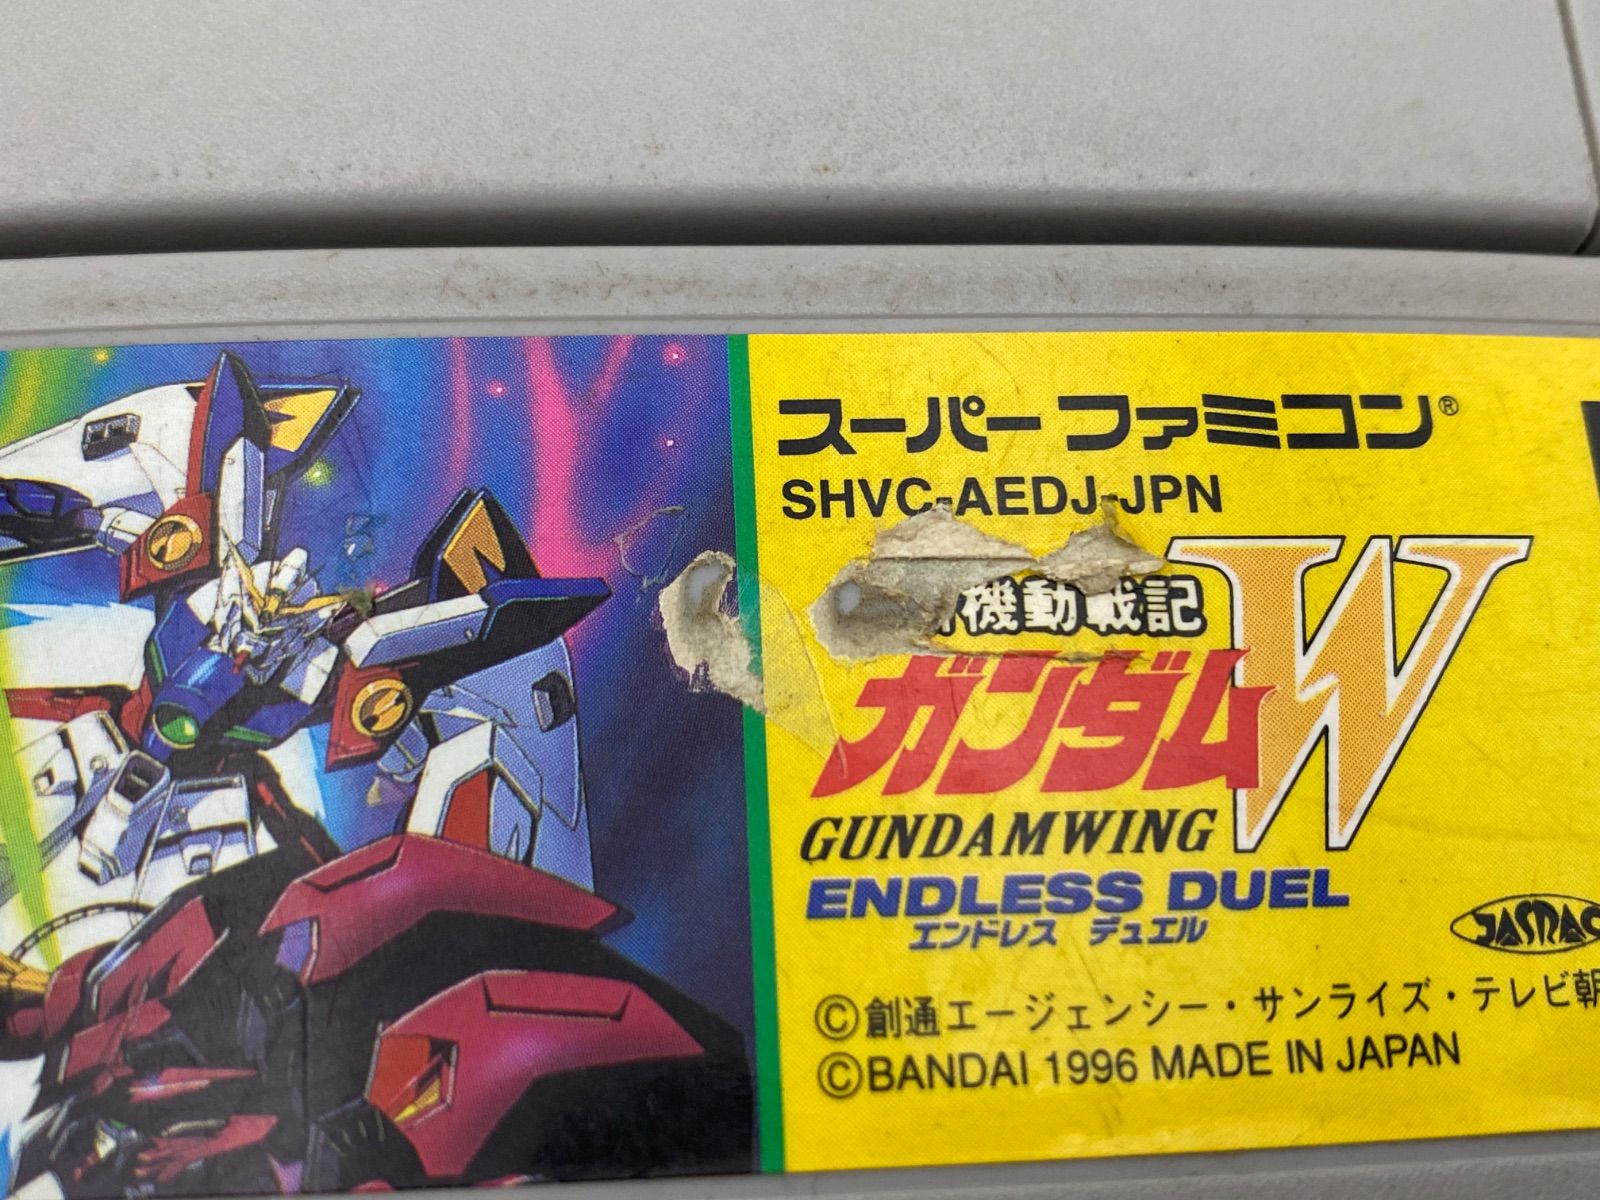 スーパーファミコン®
SHVC-AEDJ-JPN
機動戦記
ガンダムW
GUNDAMWING
ENDLESS DUEL
エンドレス デュエル
JASRAC
©創通エージェンシー・サンライズ・テレビ朝
©BANDAI 1996 MADE IN JAPAN